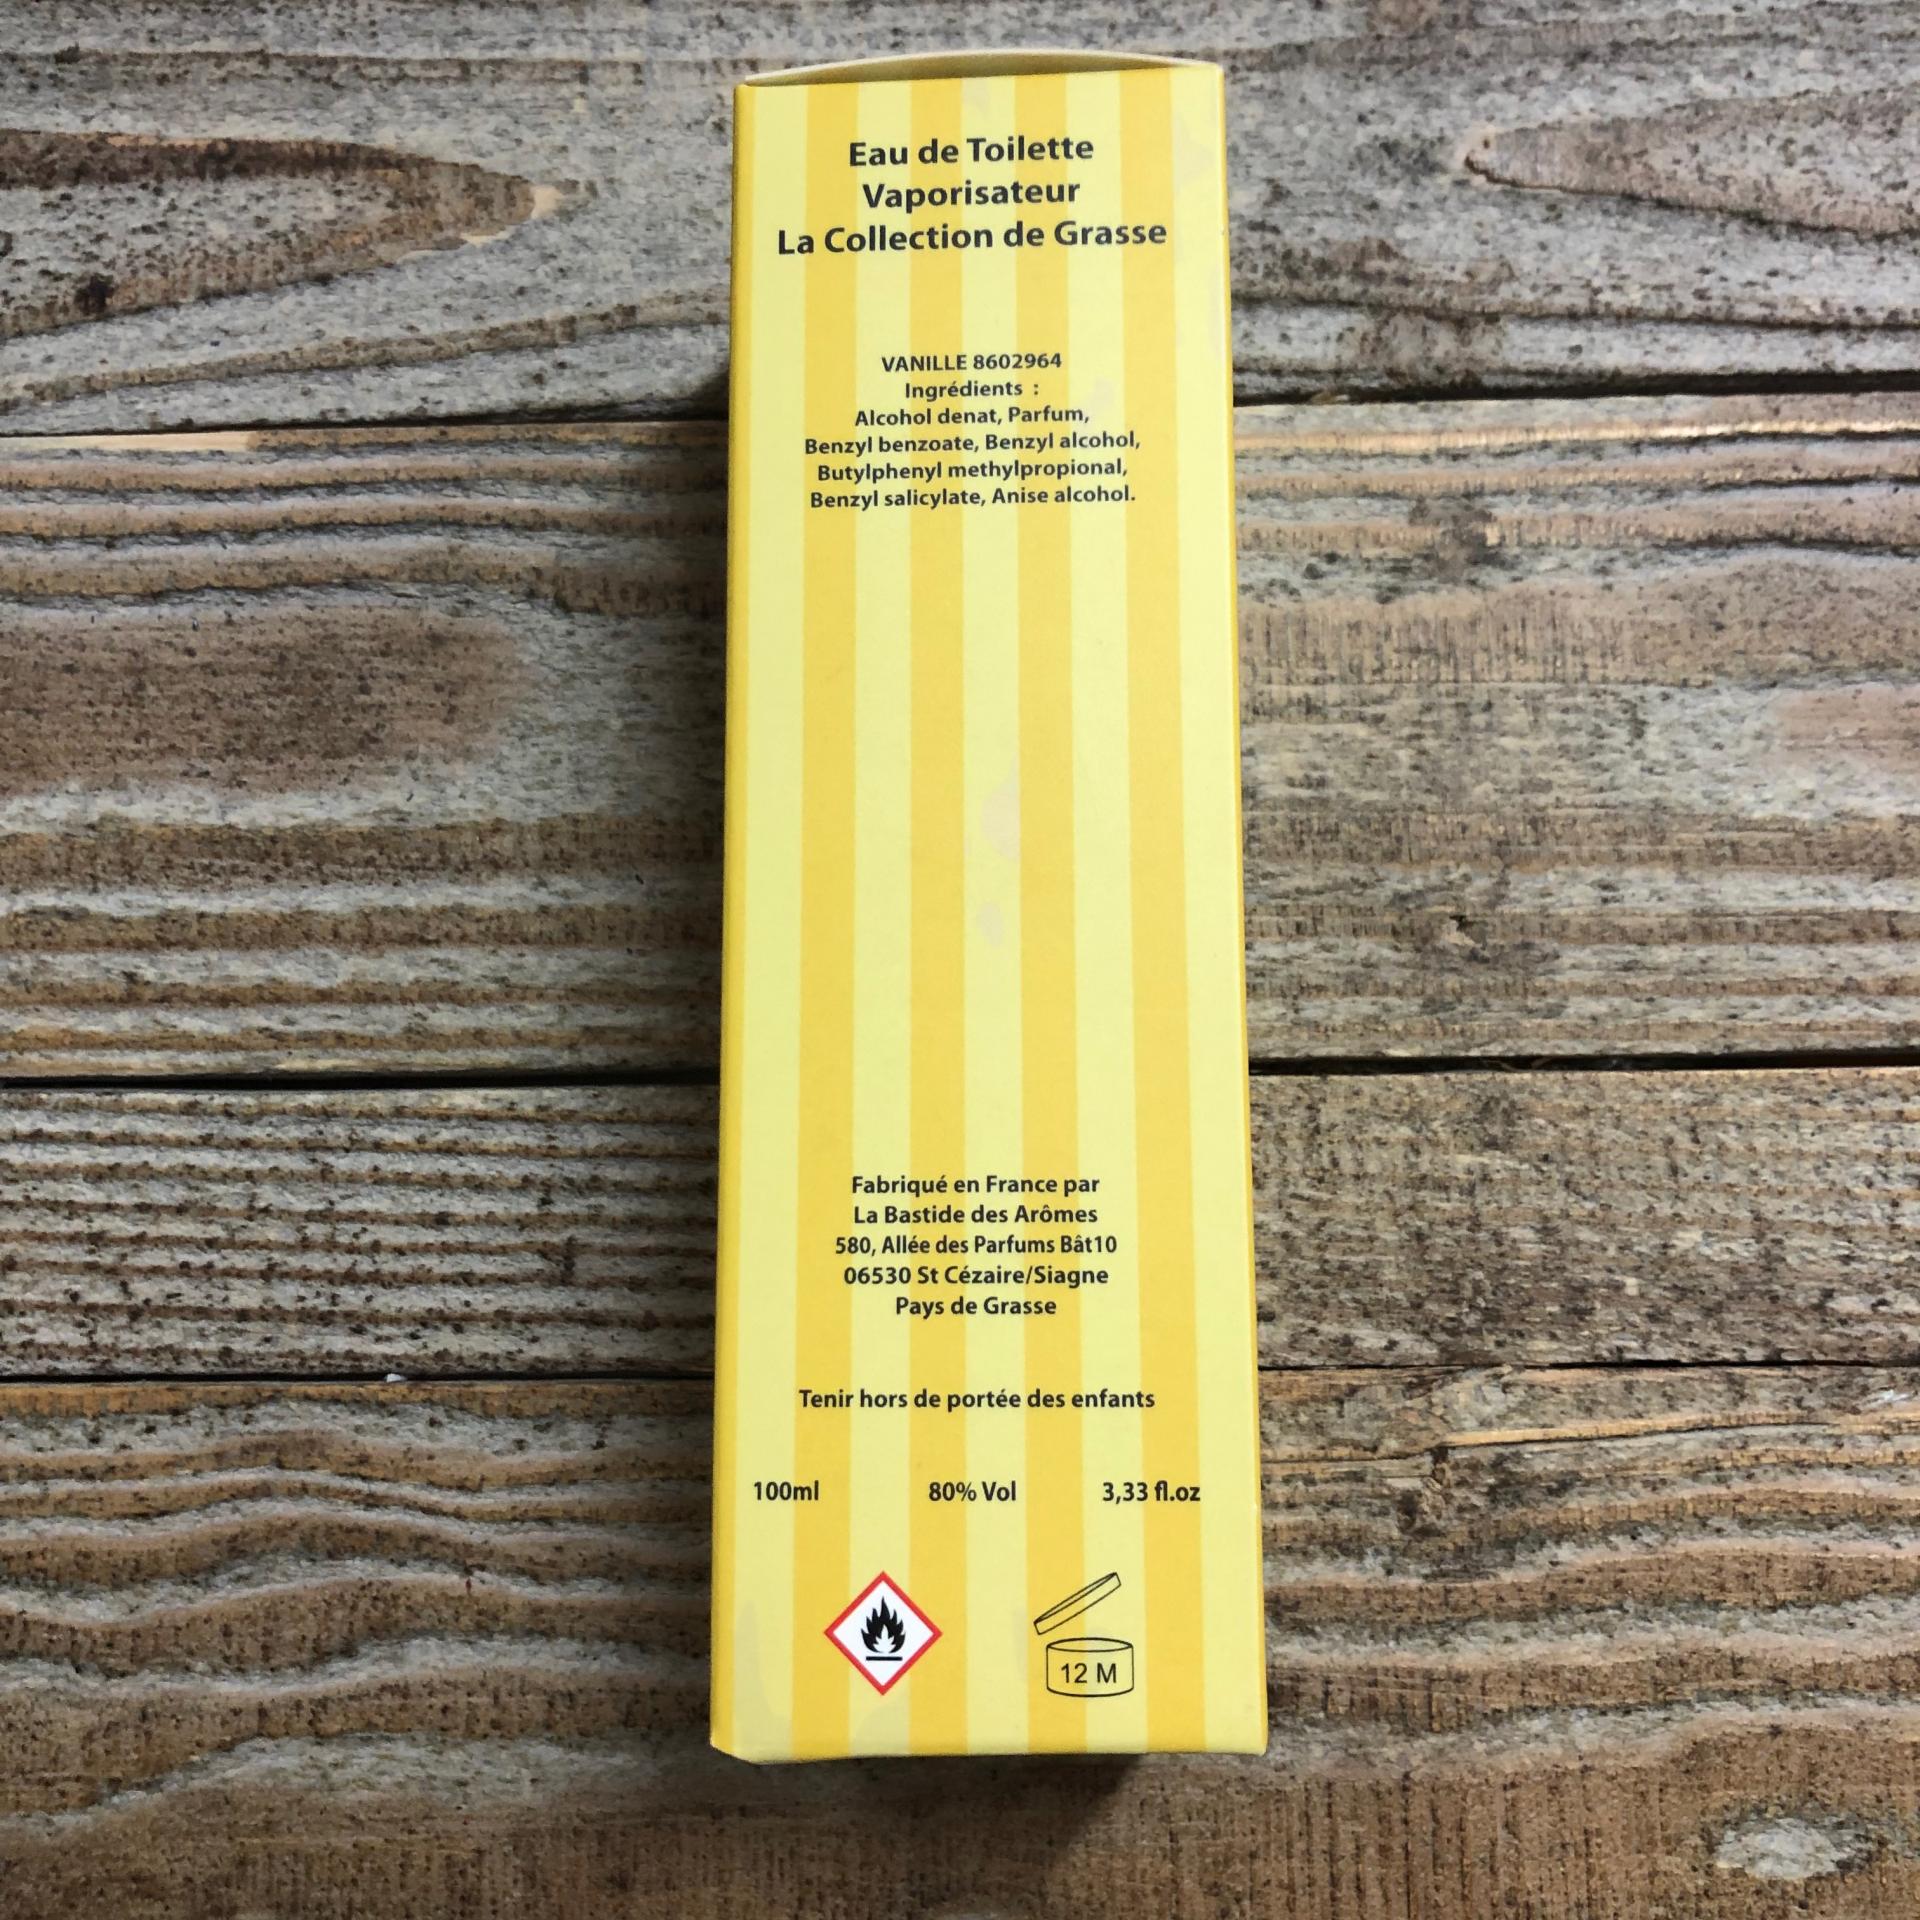 Eau de Toilette
Vaporisateur
La Collection de Grasse
VANILLE 8602964
Ingrédients :
Alcohol denat, Parfum,
Benzyl benzoate, Benzyl alcohol,
Butylphenyl methylpropional,
Benzyl salicylate, Anise alcohol.
Fabriqué en France par
La Bastide des Arômes
580, Allée des Parfums Bât10
06530 St Cézaire/Siagne
Pays de Grasse
Tenir hors de portée des enfants
100ml 80% Vol 3,33 fl.oz
12 M